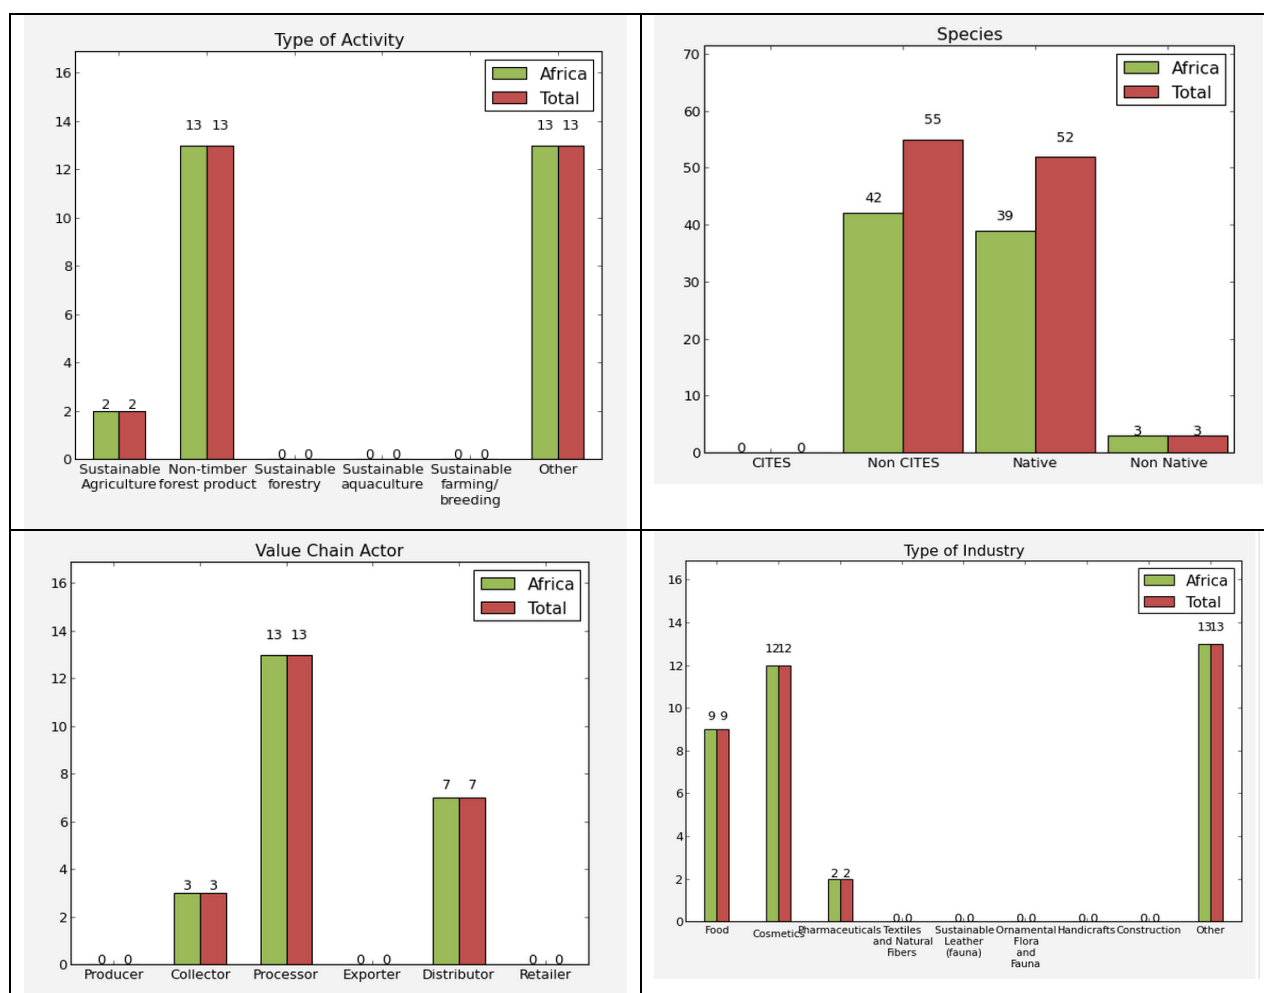 Type of Activity
Africa
Total
16
14
12
10
8
6
4
2
0
2 2
13 13
0 0
0 0
0 0
13 13
Sustainable Non-timber Sustainable Sustainable Sustainable Other
Agriculture forest product forestry aquaculture farming/
breeding
Species
Africa
Total
70
60
50
40
30
20
10
0
0 0
42 55
39 52
3 3
CITES Non CITES Native Non Native
Value Chain Actor
Africa
Total
16
14
12
10
8
6
4
2
0
0 0
3 3
13 13
0 0
7 7
0 0
Producer Collector Processor Exporter Distributor Retailer
Type of Industry
Africa
Total
16
14
12
10
8
6
4
2
0
9 9
12 12
2 2
0 0
0 0
0 0
0 0
0 0
13 13
Food Cosmetics Pharmaceuticals Textiles Sustainable Ornamental Handicrafts Construction Other
and Natural Leather Flora
Fibers (fauna) and
Fauna